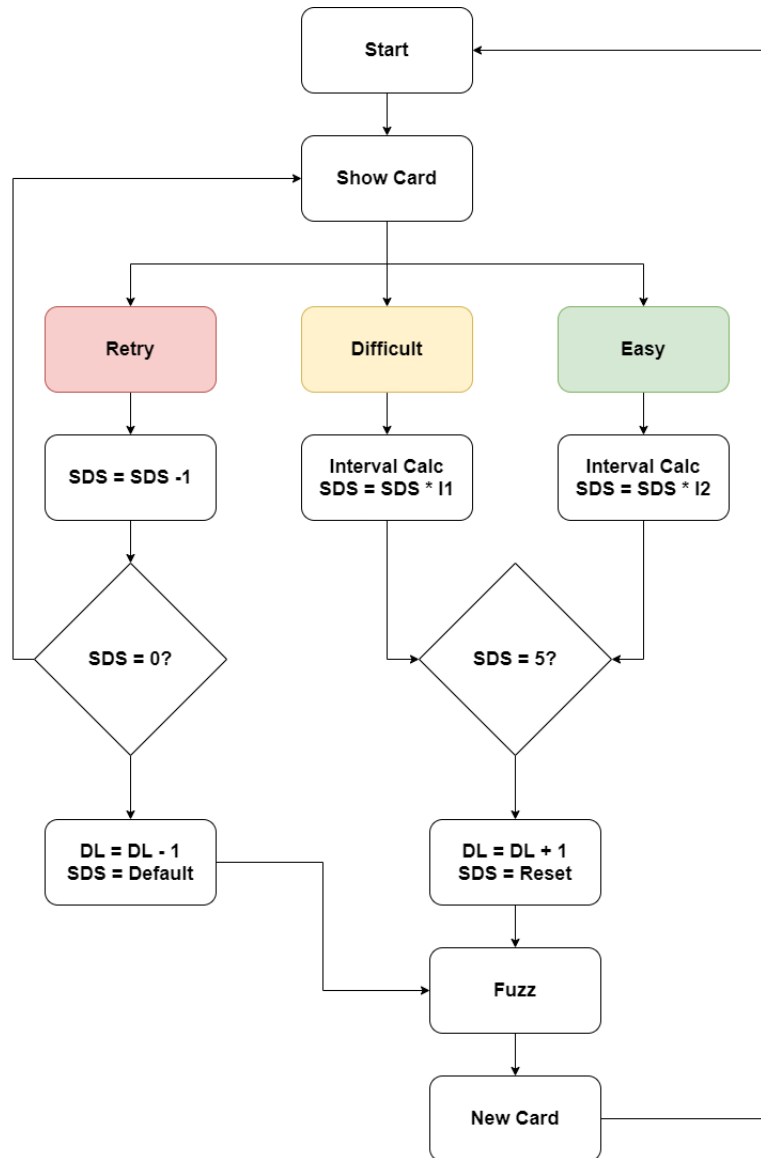 Start
Show Card
Retry
Difficult
Easy
SDS = SDS -1
Interval Calc
SDS = SDS * I1
Interval Calc
SDS = SDS * I2
SDS = 0?
SDS = 5?
DL = DL - 1
SDS = Default
DL = DL + 1
SDS = Reset
Fuzz
New Card